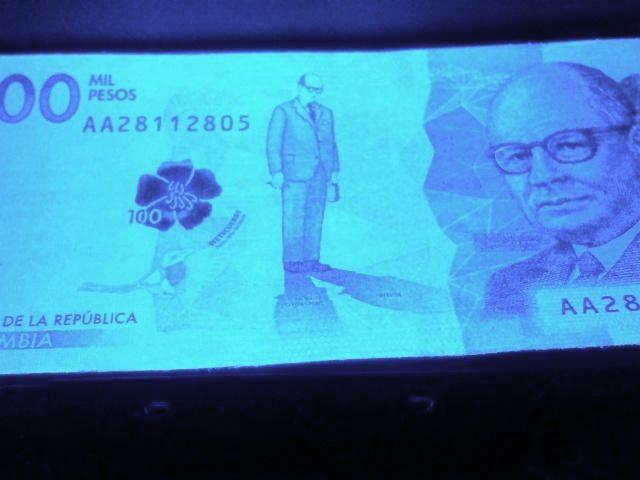 00 MIL
PESOS
AA28112805
100
DE LA REPÚBLICA
MBIA
AA28